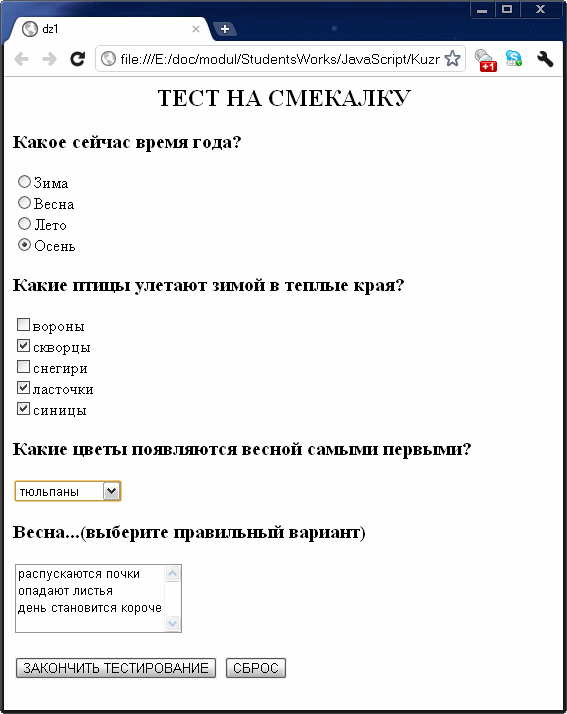 dz1
file:///E:/doc/modul/StudentsWorks/JavaScript/Kuzr
+1
ТЕСТ НА СМЕКАЛКУ
Какое сейчас время года?
Зима
Весна
Лето
Осень
Какие птицы улетают зимой в теплые края?
вороны
скворцы
снегири
ласточки
синицы
Какие цветы появляются весной самыми первыми?
тюльпаны
Весна...(выберите правильный вариант)
распускаются почки
опадают листья
день становится короче
ЗАКОНЧИТЬ ТЕСТИРОВАНИЕ СБРОС